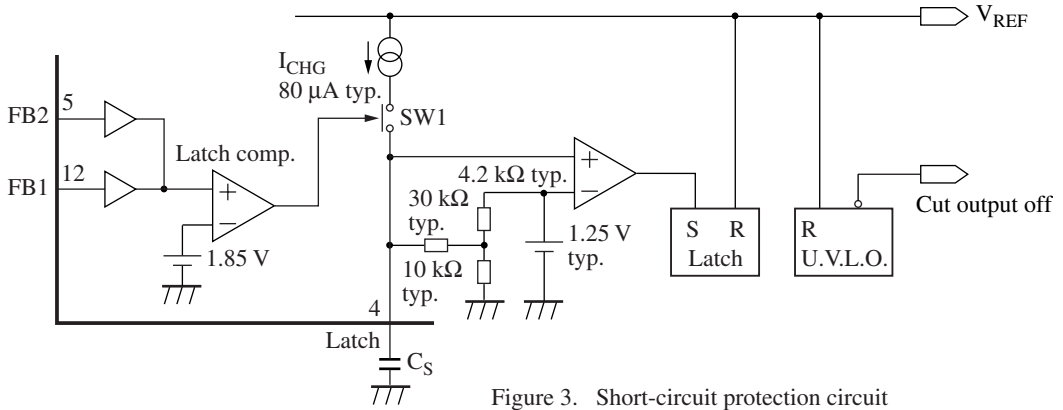 V_REF
I_CHG
80 µA typ.
SW1
FB2
5
FB1
12
Latch comp.
+
−
1.85 V
+
−
4.2 kΩ typ.
30 kΩ
typ.
10 kΩ
typ.
1.25 V
typ.
S R
Latch
R
U.V.L.O.
Cut output off
4
Latch
C_S
Figure 3. Short-circuit protection circuit